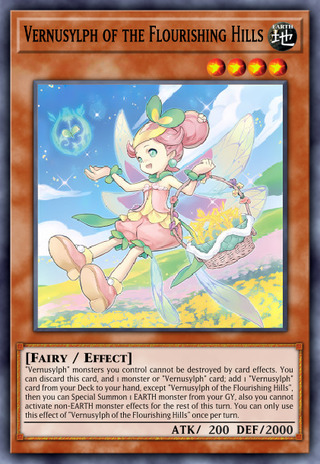 Vernusylph of the Flourishing Hills
EARTH
地
[Fairy / Effect]
"Vernusylph" monsters you control cannot be destroyed by card effects. You
can discard this card, and 1 monster or "Vernusylph" card; add 1 "Vernusylph"
card from your Deck to your hand, except "Vernusylph of the Flourishing Hills",
then you can Special Summon 1 EARTH monster from your GY, also you cannot
activate non-EARTH monster effects for the rest of this turn. You can only use
this effect of "Vernusylph of the Flourishing Hills" once per turn.
ATK/ 200 DEF/2000